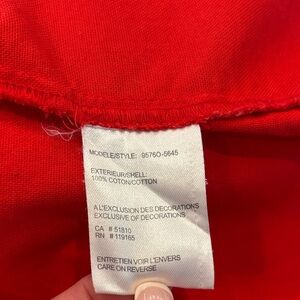 MODELE/STYLE: 9576O-5645
EXTERIEUR/SHELL:
100% COTON/COTTON
A L'EXCLUSION DES DECORATIONS
EXCLUSIVE OF DECORATIONS
CA # 51810
RN # 119165
ENTRETIEN VOIR L'ENVERS
CARE ON REVERSE